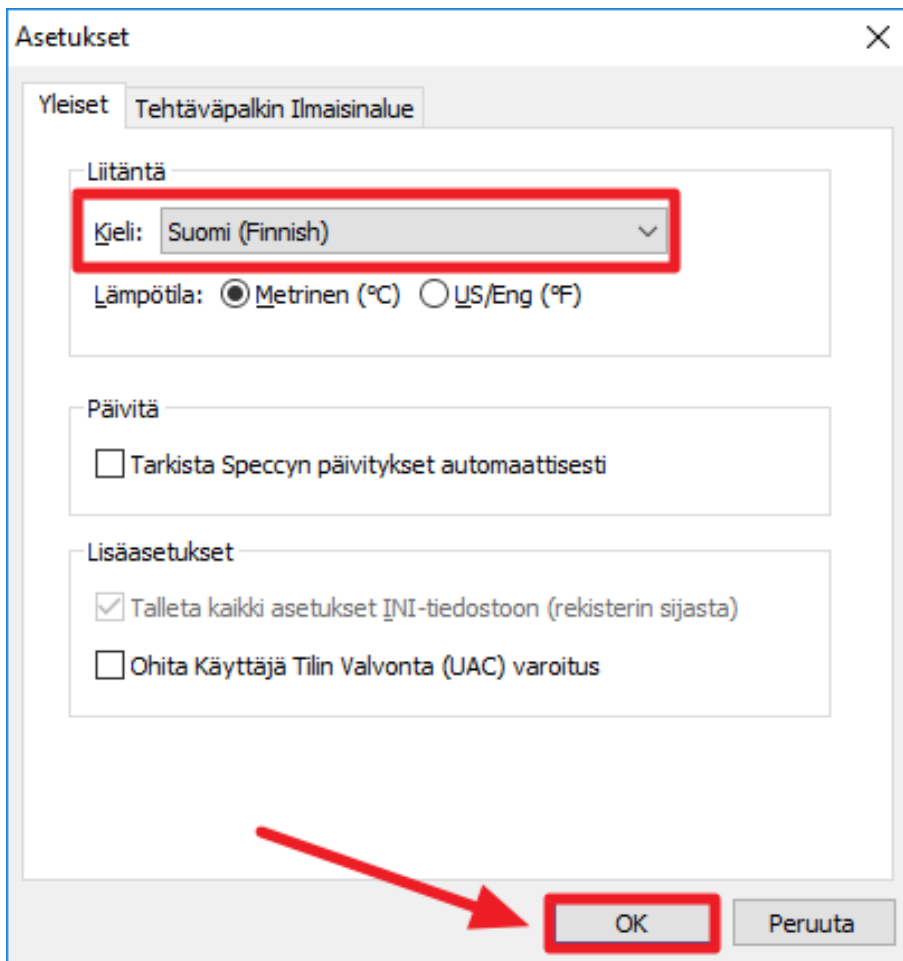 Asetukset
Yleiset Tehtäväpalkin Ilmaisinalue
Liitäntä
Kieli: Suomi (Finnish)
Lämpötila: Metrinen (°C) US/Eng (°F)
Päivitä
Tarkista Speccyn päivitykset automaattisesti
Lisäasetukset
Talleta kaikki asetukset INI-tiedostoon (rekisterin sijasta)
Ohita Käyttäjä Tilin Valvonta (UAC) varoitus
OK Peruuta